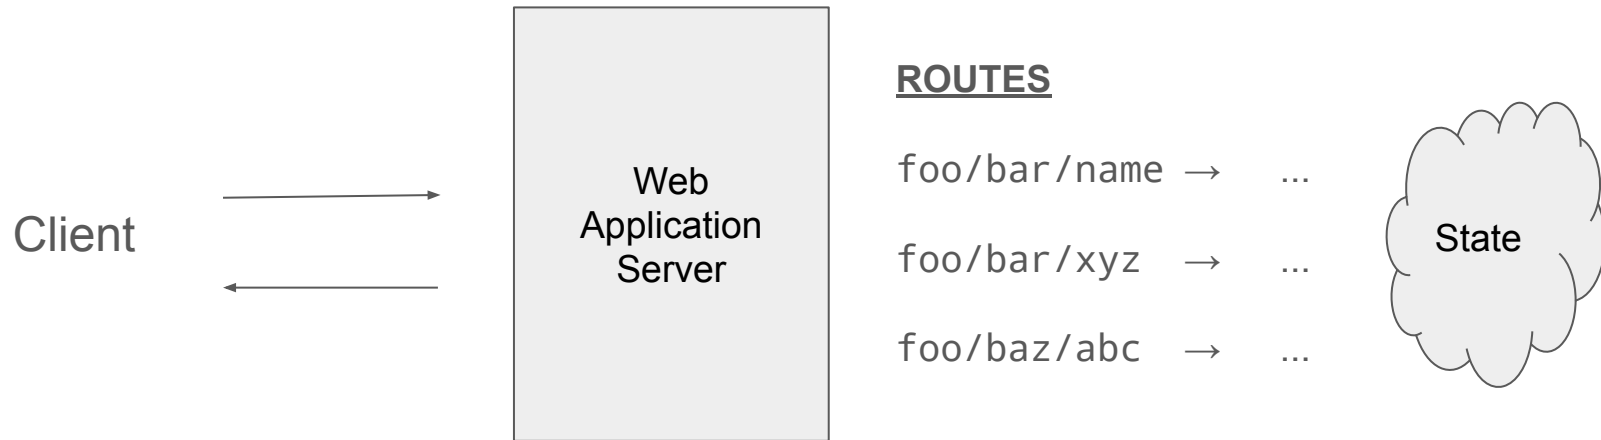 Client
Web
Application
Server
ROUTES
foo/bar/name → ...
foo/bar/xyz → ...
foo/baz/abc → ...
State